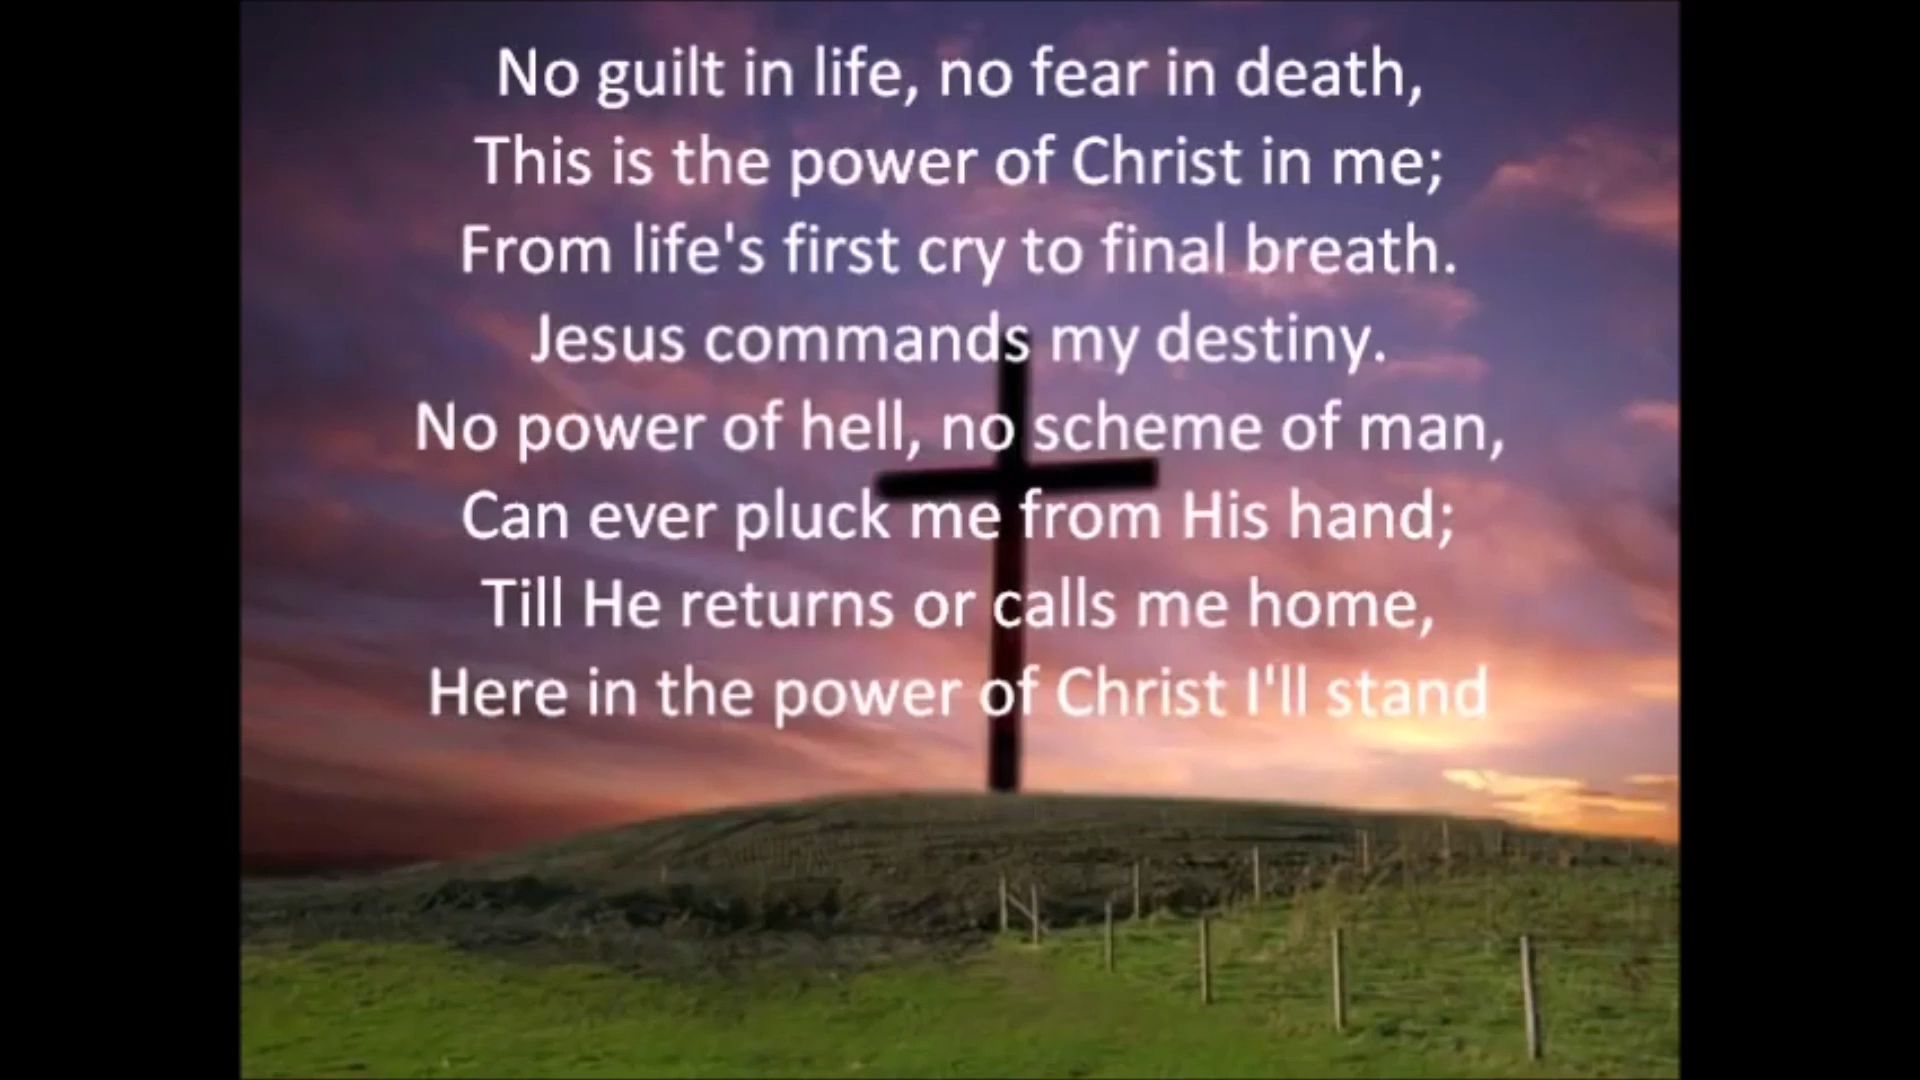 No guilt in life, no fear in death,
This is the power of Christ in me;
From life's first cry to final breath.
Jesus commands my destiny.
No power of hell, no scheme of man,
Can ever pluck me from His hand;
Till He returns or calls me home,
Here in the power of Christ I'll stand